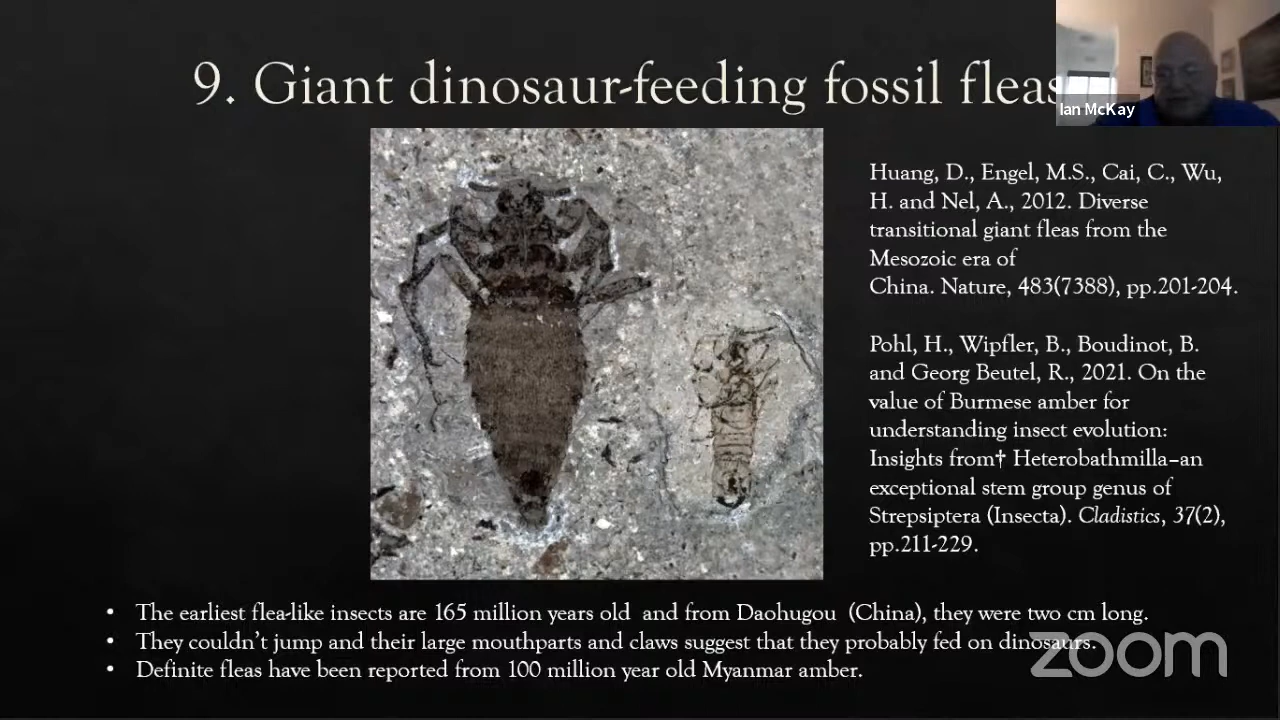 9. Giant dinosaur-feeding fossil fleas
Ian McKay
Huang, D., Engel, M.S., Cai, C., Wu,
H. and Nel, A., 2012. Diverse
transitional giant fleas from the
Mesozoic era of
China. Nature, 483(7388), pp.201-204.
Pohl, H., Wipfler, B., Boudinot, B.
and Georg Beutel, R., 2021. On the
value of Burmese amber for
understanding insect evolution:
Insights from† Heterobathmilla–an
exceptional stem group genus of
Strepsiptera (Insecta). Cladistics, 37(2),
pp.211-229.
• The earliest flea-like insects are 165 million years old and from Daohugou (China), they were two cm long.
• They couldn't jump and their large mouthparts and claws suggest that they probably fed on dinosaurs.
• Definite fleas have been reported from 100 million year old Myanmar amber.
zoom